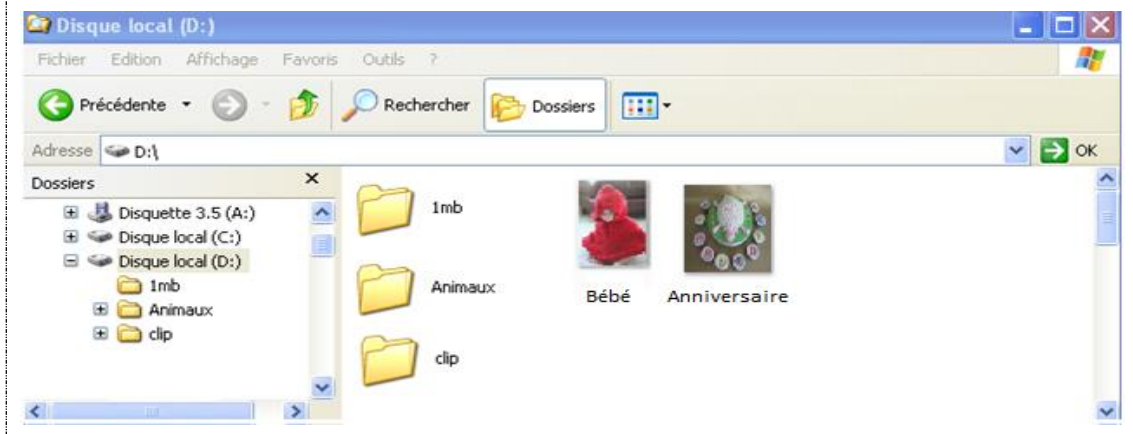 Disque local (D:)
Fichier Edition Affichage Favoris Outils ?
Précédente Rechercher Dossiers
Adresse D:\ OK
Dossiers
Disquette 3.5 (A:)
Disque local (C:)
Disque local (D:)
1mb
Animaux
clip
1mb
Animaux
clip
Bébé Anniversaire